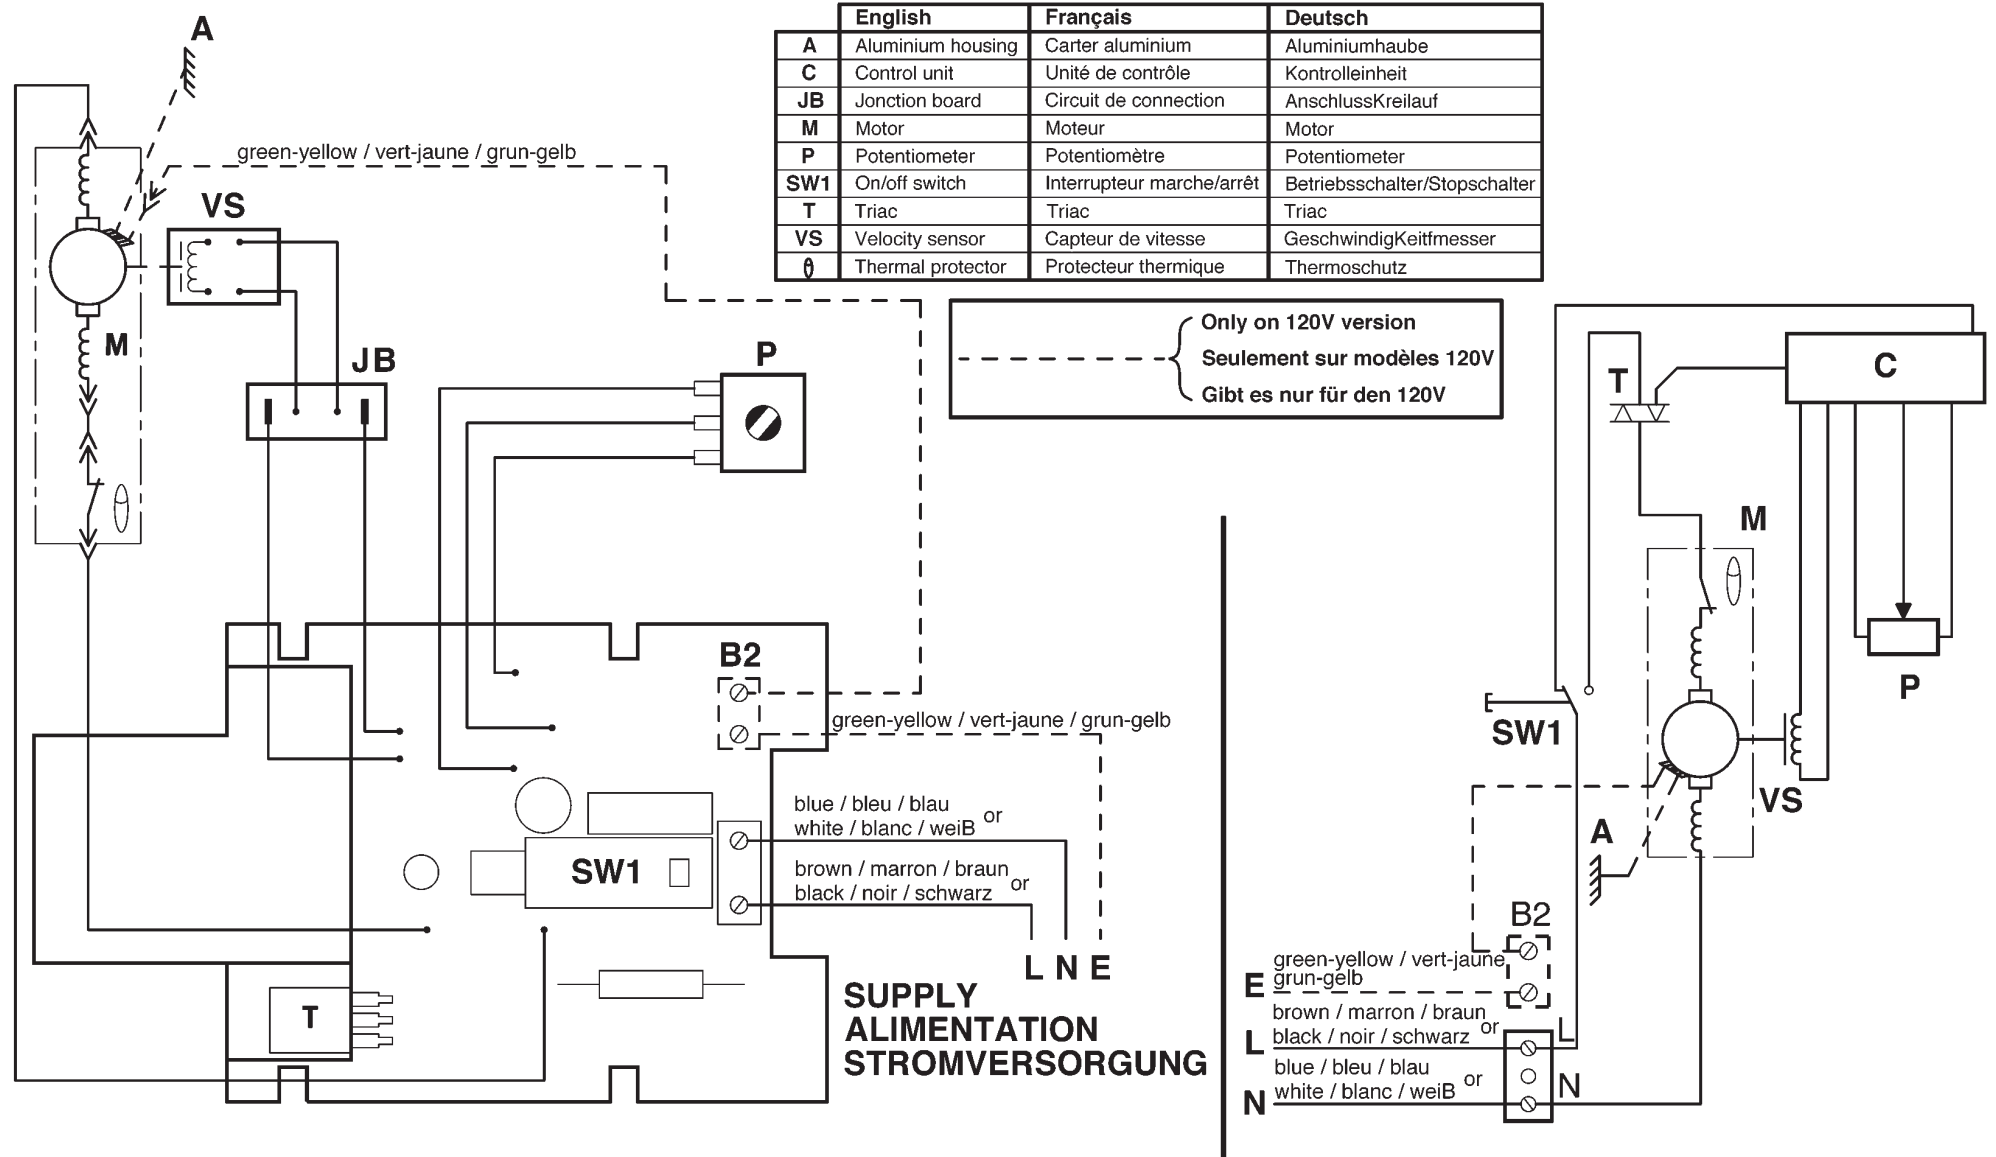 English Français Deutsch
A Aluminium housing Carter aluminium Aluminiumhaube
C Control unit Unité de contrôle Kontrolleinheit
JB Jonction board Circuit de connection AnschlussKreilauf
M Motor Moteur Motor
P Potentiometer Potentiomètre Potentiometer
SW1 On/off switch Interrupteur marche/arrêt Betriebsschalter/Stopschalter
T Triac Triac Triac
VS Velocity sensor Capteur de vitesse GeschwindigKeitfmesser
θ Thermal protector Protecteur thermique Thermoschutz
Only on 120V version
Seulement sur modèles 120V
Gibt es nur für den 120V
A
green-yellow / vert-jaune / grun-gelb
VS
M
JB
P
B2
green-yellow / vert-jaune / grun-gelb
blue / bleu / blau
or
white / blanc / weiB
brown / marron / braun
or
black / noir / schwarz
SW1
T
L N E
SUPPLY
ALIMENTATION
STROMVERSORGUNG
C
T
M
P
SW1
VS
A
B2
green-yellow / vert-jaune
grun-gelb
E
brown / marron / braun
or
black / noir / schwarz
L
L
blue / bleu / blau
or
white / blanc / weiB
N
N